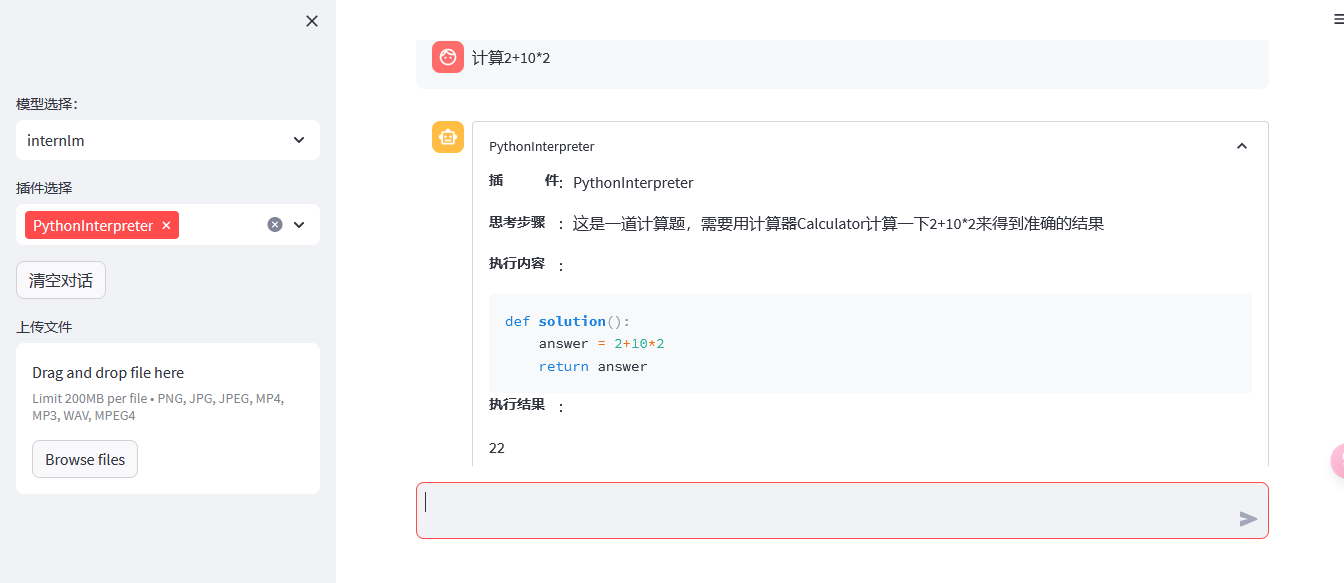 模型选择：
internlm
插件选择
PythonInterpreter
清空对话
上传文件
Drag and drop file here
Limit 200MB per file • PNG, JPG, JPEG, MP4,
MP3, WAV, MPEG4
Browse files
计算2+10*2
PythonInterpreter
插 件：PythonInterpreter
思考步骤 ：这是一道计算题，需要用计算器Calculator计算一下2+10*2来得到准确的结果
执行内容 ：
def solution():
answer = 2+10*2
return answer
执行结果 ：
22